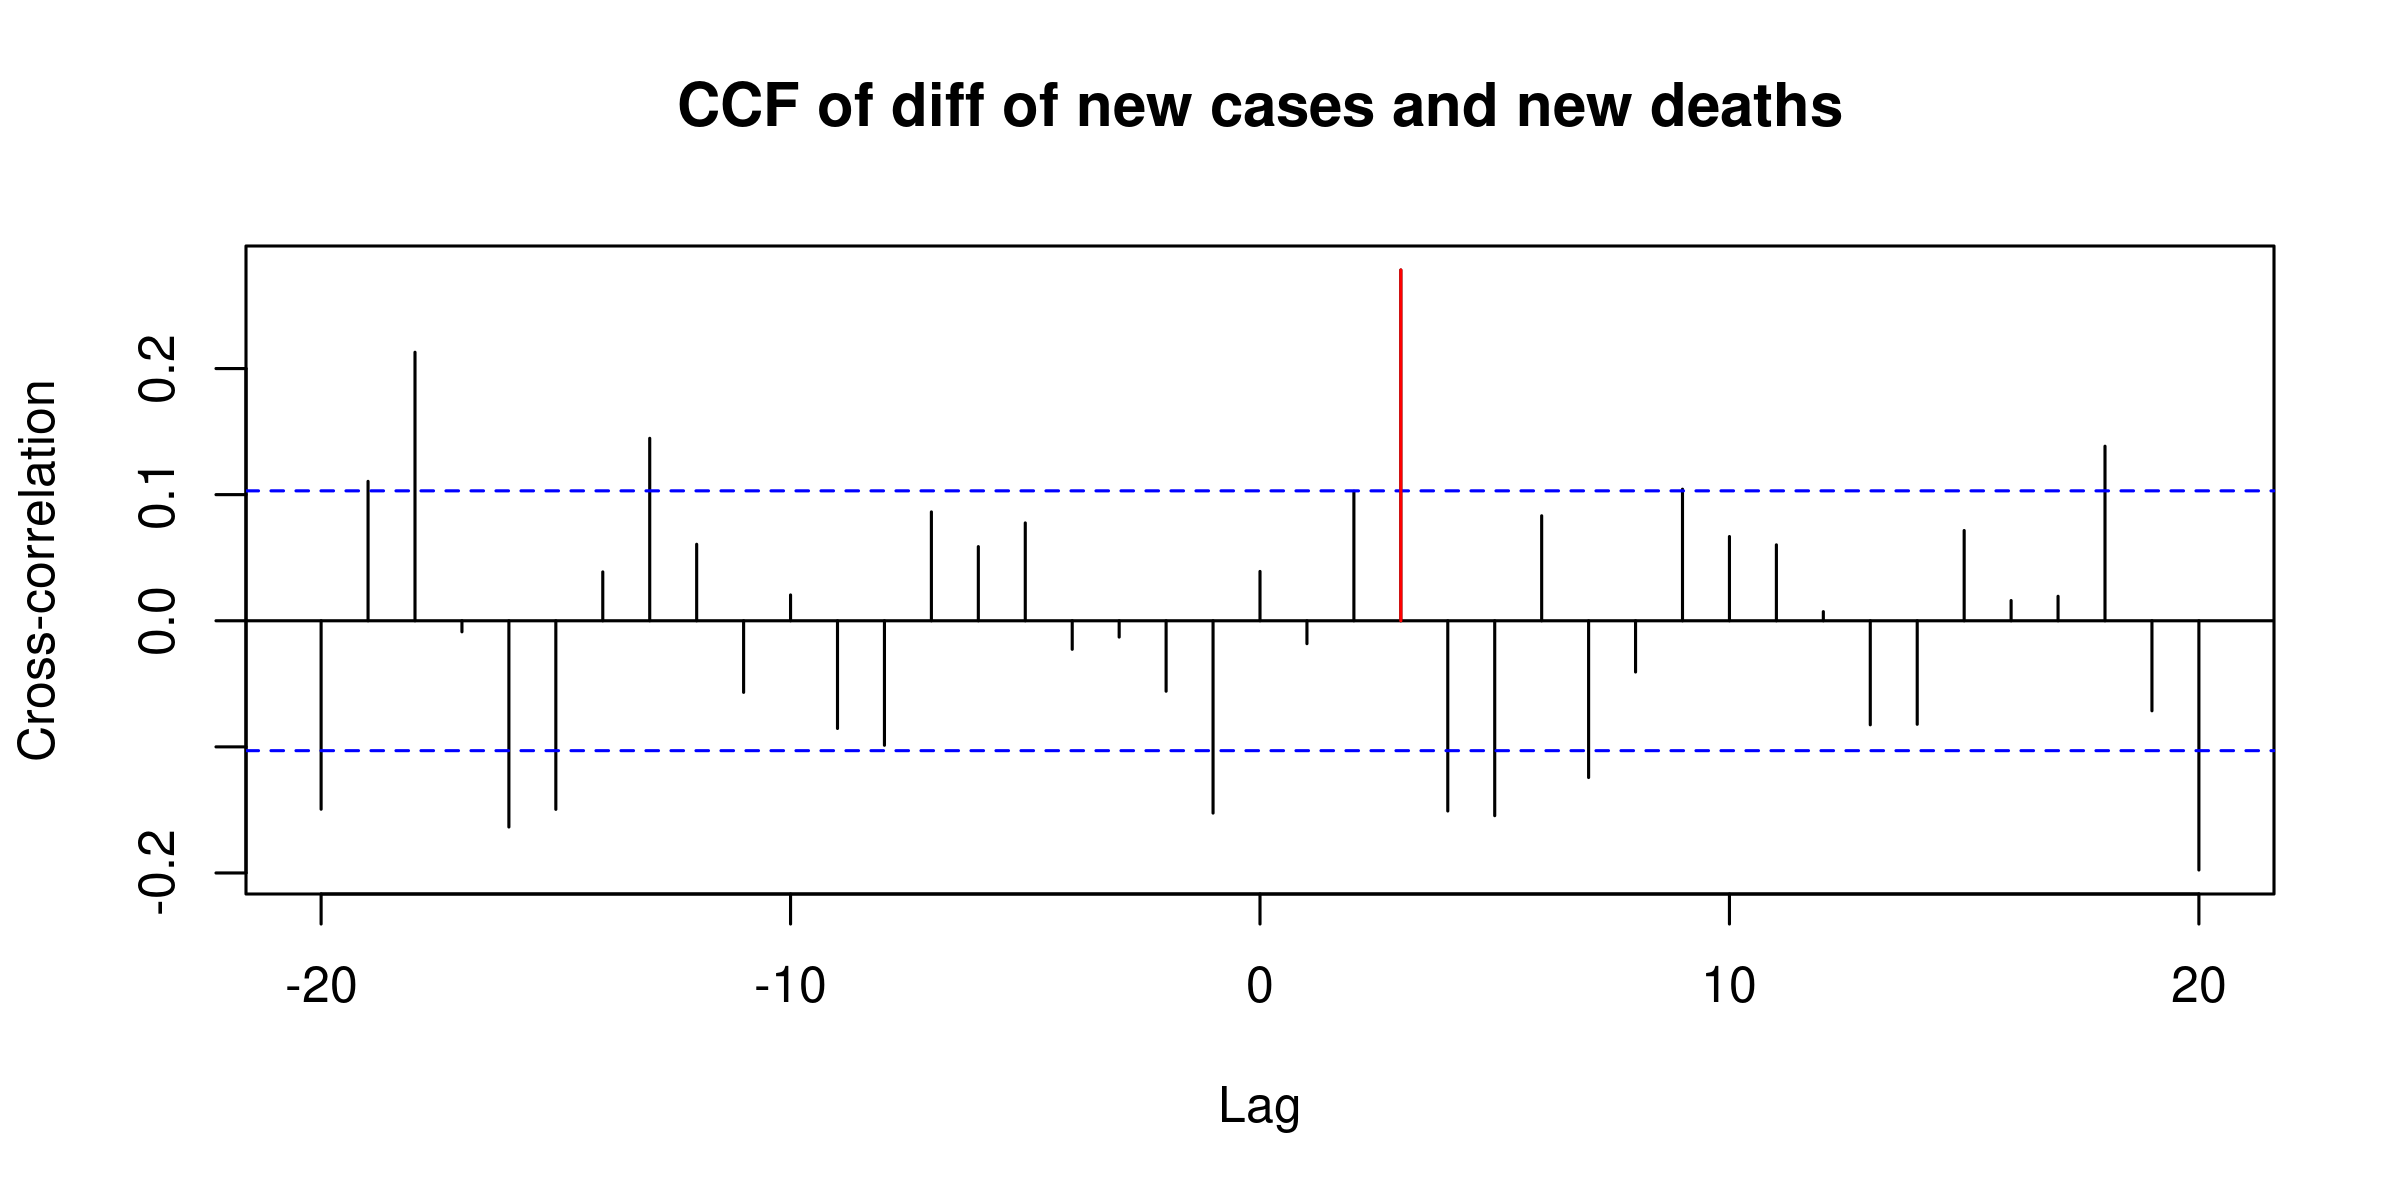 CCF of diff of new cases and new deaths
Cross-correlation
0.2
0.1
0.0
-0.2
-20 -10 0 10 20
Lag